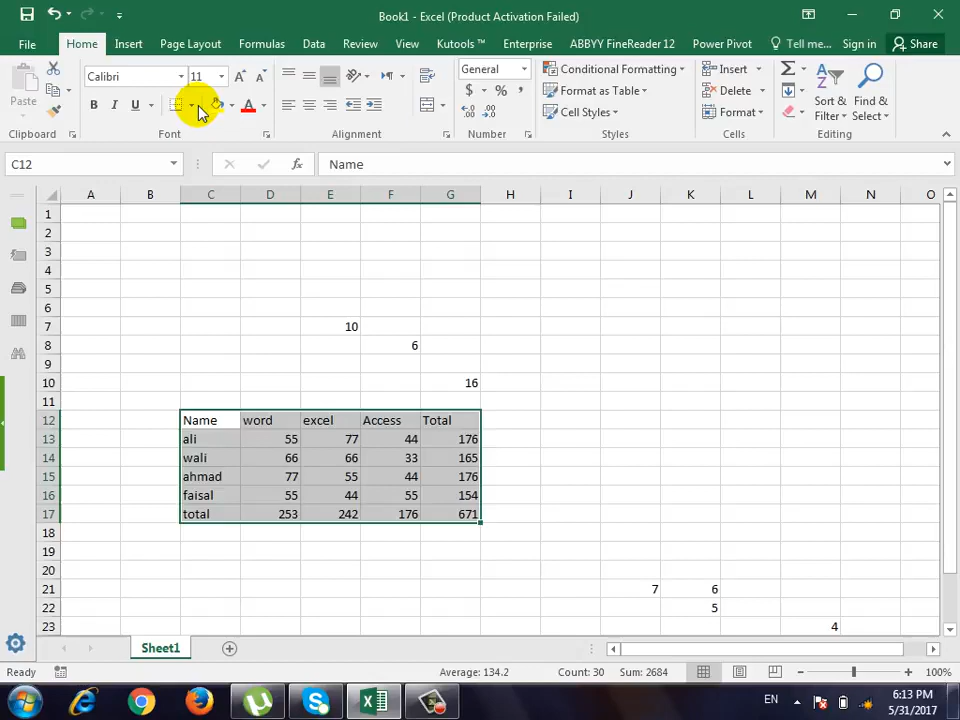 Book1 - Excel (Product Activation Failed)
File Home Insert Page Layout Formulas Data Review View Kutools ™ Enterprise ABBYY FineReader 12 Power Pivot Tell me... Sign in Share
Paste
Calibri 11
B I U A
General
$ % ,
Conditional Formatting
Format as Table
Cell Styles
Insert
Delete
Format
Sort & Filter
Find & Select
Clipboard Font Alignment Number Styles Cells Editing
C12 fx Name
A B C D E F G H I J K L M N O
1
2
3
4
5
6
7 10
8 6
9
10 16
11
12 Name word excel Access Total
13 ali 55 77 44 176
14 wali 66 66 33 165
15 ahmad 77 55 44 176
16 faisal 55 44 55 154
17 total 253 242 176 671
18
19
20
21 7 6
22 5
23 4
Sheet1
Ready Average: 134.2 Count: 30 Sum: 2684 100%
EN 6:13 PM
5/31/2017